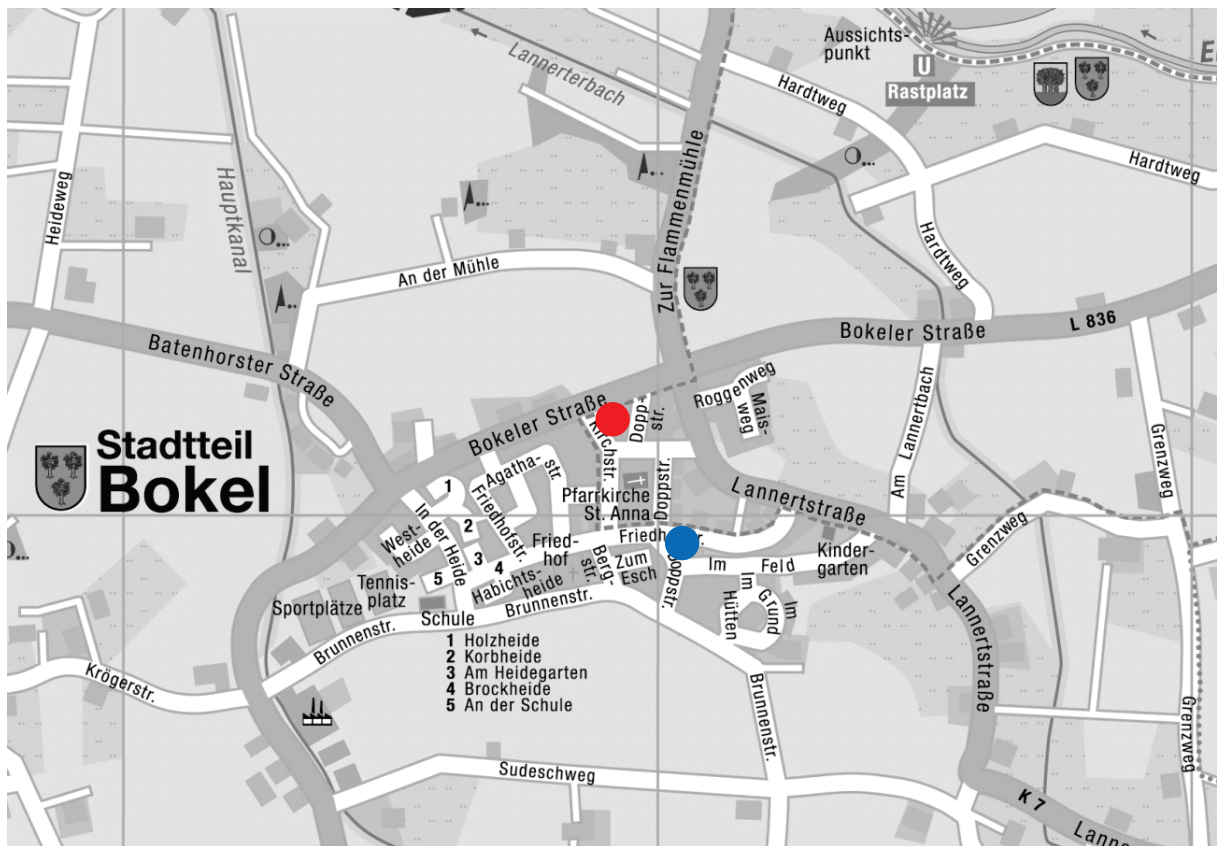 Aussichts-
punkt
U
Rastplatz
E
Lannerterbach
Hardtweg
Hardtweg
Hardtweg
Heideweg
Hauptkanal
Zur Flammenmühle
An der Mühle
Batenhorster Straße
Bokeler Straße
L 836
Bokeler Straße
Roggenweg
Mais-
weg
Dopp
str.
Kirchstr.
Doppstr.
Am Lannertbach
Grenzweg
Stadtteil
Bokel
1
Agatha-
str.
Friedhofstr.
In der Heide
West-
heide
2
3
4
5
Pfarrkirche
St. Anna
Lannertstraße
Fried-
hof
Friedh
r.
Berg-
str.
Zum
Esch
Im Feld
Kinder-
garten
Grenzweg
Habichts-
heide
Tennis-
platz
Sportplätze
Schule
Brunnenstr.
Brunnenstr.
Im
Hütten
Im
Grund
Lannertstraße
Krögerstr.
Brunnenstr.
Grenzweg
1 Holzheide
2 Korbheide
3 Am Heidegarten
4 Brockheide
5 An der Schule
Sudeschweg
K 7
Lanne